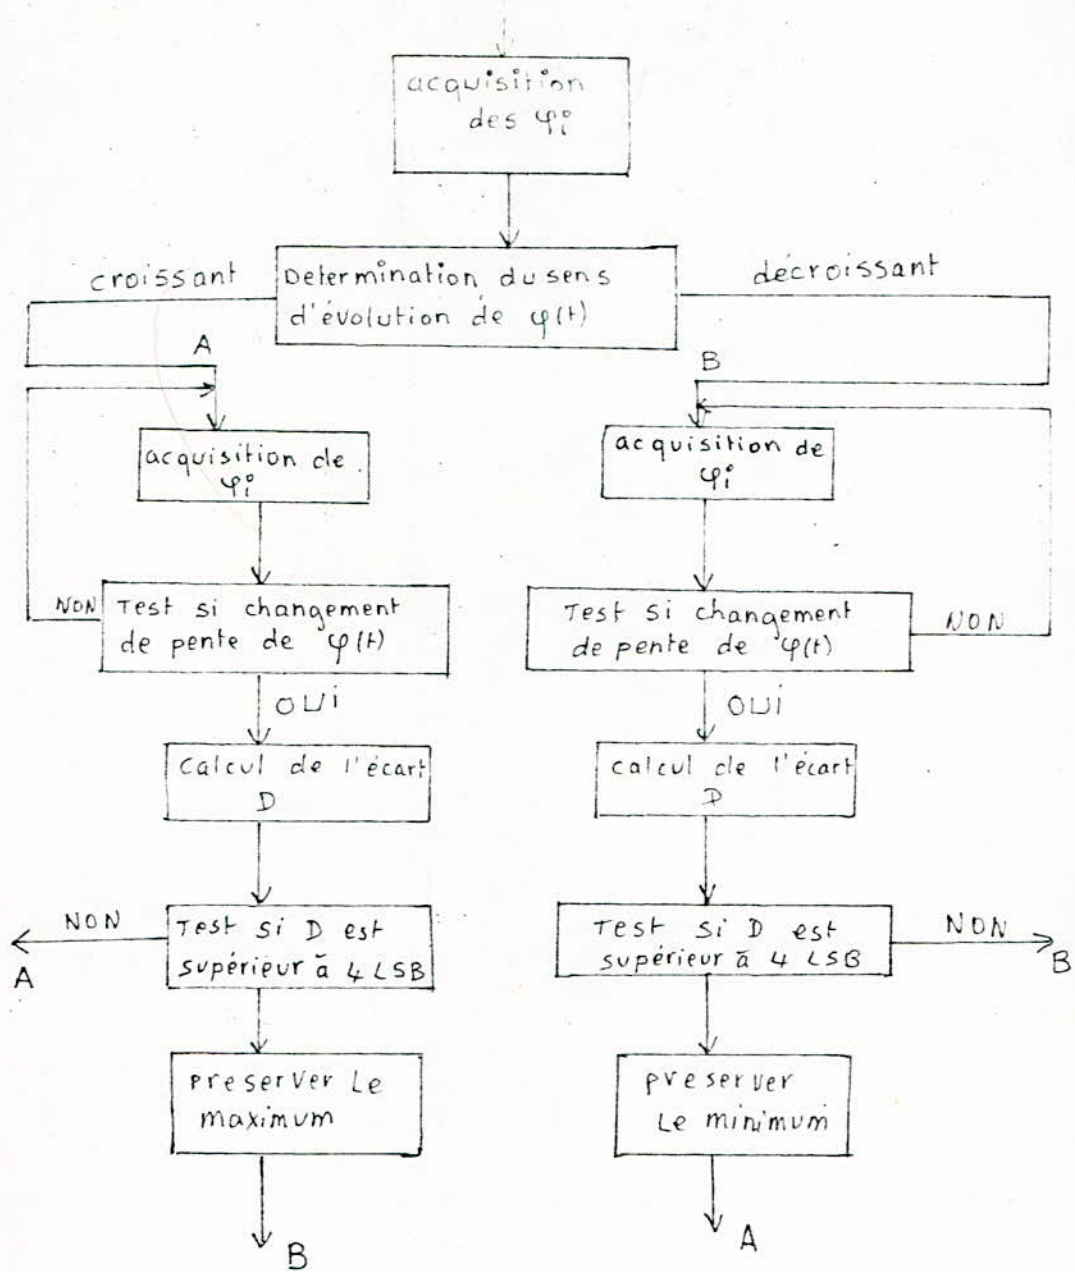 acquisition
des φi
croissant
Determination du sens
d'évolution de φ(t)
décroissant
A
B
acquisition de
φi
acquisition de
φi
NON
Test si changement
de pente de φ(t)
Test si changement
de pente de φ(t)
NON
OUi
OUi
Calcul de l'écart
D
Calcul de l'écart
D
NON
A
Test si D est
supérieur à 4 LSB
Test si D est
supérieur à 4 LSB
NON
B
preserver Le
maximum
preserver
Le minimum
B
A